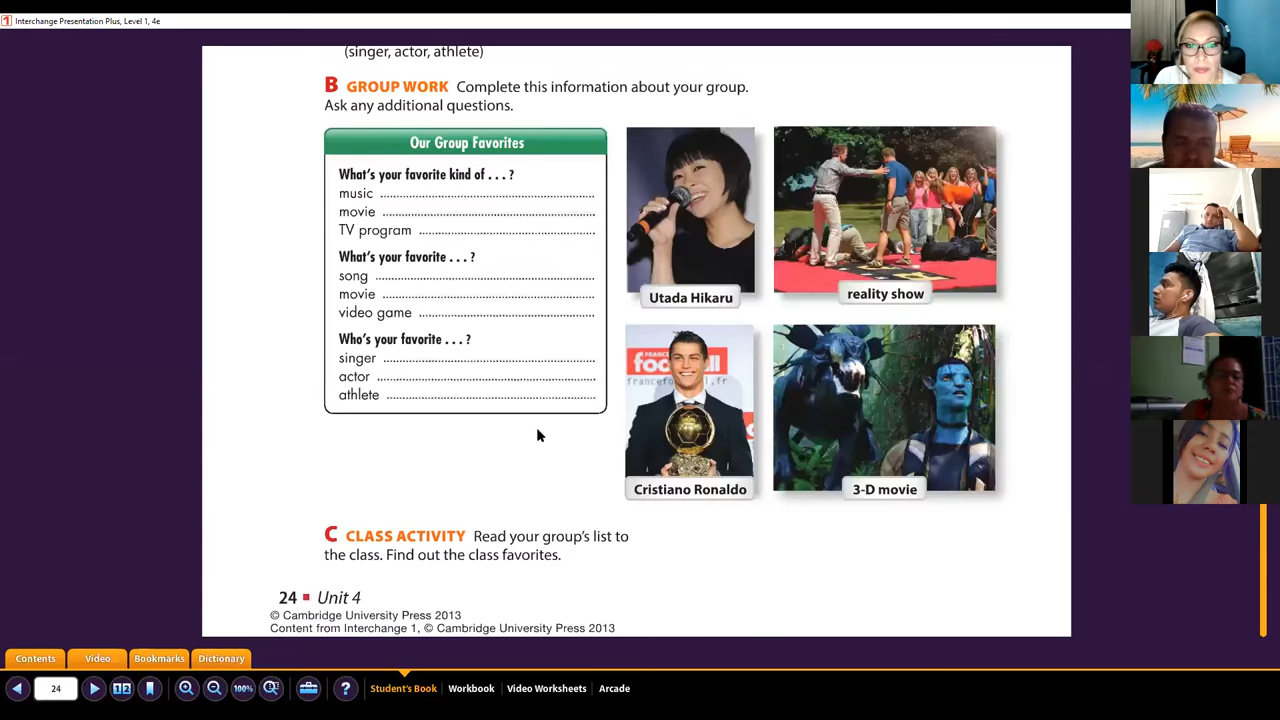 Interchange Presentation Plus, Level 1, 4e
(singer, actor, athlete)
B GROUP WORK Complete this information about your group.
Ask any additional questions.
Our Group Favorites
What's your favorite kind of . . . ?
music
movie
TV program
What's your favorite . . . ?
song
movie
video game
Who's your favorite . . . ?
singer
actor
athlete
Utada Hikaru
reality show
Cristiano Ronaldo
3-D movie
C CLASS ACTIVITY Read your group's list to
the class. Find out the class favorites.
24 ■ Unit 4
© Cambridge University Press 2013
Content from Interchange 1, © Cambridge University Press 2013
Contents Video Bookmarks Dictionary
24 1 2 100% ? Student's Book Workbook Video Worksheets Arcade